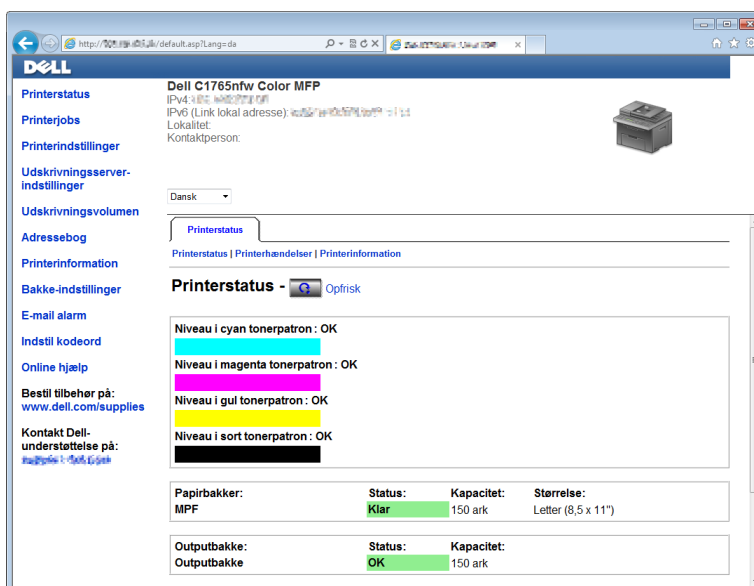 http://
/default.asp?Lang=da
DELL
Dell C1765nfw Color MFP
IPv4:
IPv6 (Link lokal adresse):
Lokalitet:
Kontaktperson:
Dansk
Printerstatus
Printerjobs
Printerindstillinger
Udskrivningsserver-
indstillinger
Udskrivningsvolumen
Adressebog
Printerinformation
Bakke-indstillinger
E-mail alarm
Indstil kodeord
Online hjælp
Bestil tilbehør på:
www.dell.com/supplies
Kontakt Dell-
understøttelse på:
Printerstatus
Printerstatus | Printerhændelser | Printerinformation
Printerstatus - Opfrisk
Niveau i cyan tonerpatron : OK
Niveau i magenta tonerpatron : OK
Niveau i gul tonerpatron : OK
Niveau i sort tonerpatron : OK
Papirbakker: Status: Kapacitet: Størrelse:
MPF Klar 150 ark Letter (8,5 x 11")
Outputbakke: Status: Kapacitet:
Outputbakke OK 150 ark